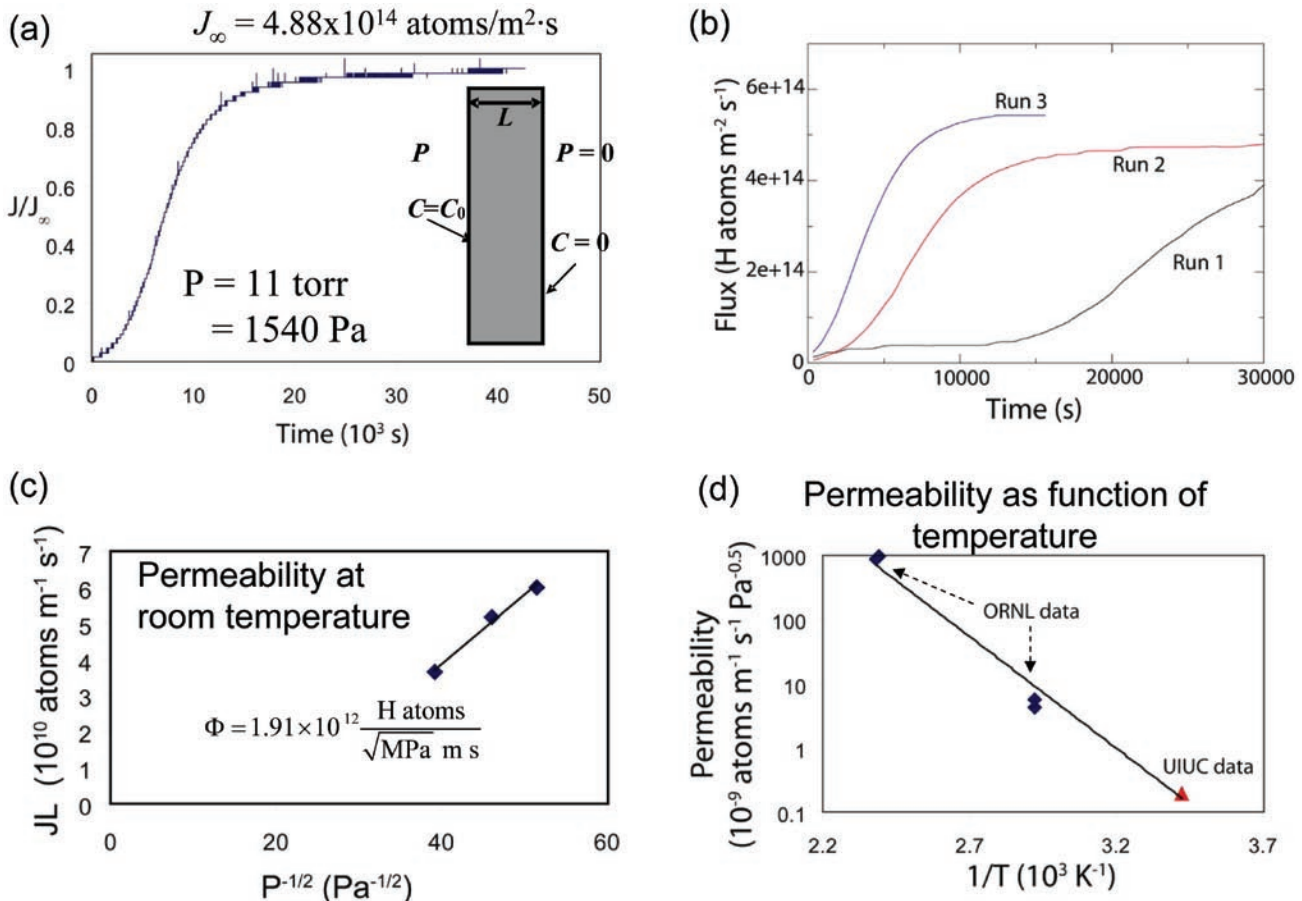 (a)
J∞ = 4.88x10¹⁴ atoms/m²·s
1
0.8
0.6
0.4
0.2
0
J/J∞
L
P
P = 0
C=C₀
C = 0
P = 11 torr
= 1540 Pa
0 10 20 30 40 50
Time (10³ s)
(b)
6e+14
4e+14
2e+14
0
Flux (H atoms m⁻² s⁻¹)
Run 3
Run 2
Run 1
10000 20000 30000
Time (s)
(c)
7
6
5
4
3
2
1
0
JL (10¹⁰ atoms m⁻¹ s⁻¹)
Permeability at
room temperature
Φ = 1.91×10¹² H atoms / √MPa m s
0 20 40 60
P⁻¹/² (Pa⁻¹/²)
(d)
Permeability as function of
temperature
1000
100
10
1
0.1
Permeability
(10⁻⁹ atoms m⁻¹ s⁻¹ Pa⁻⁰·⁵)
ORNL data
UIUC data
2.2 2.7 3.2 3.7
1/T (10³ K⁻¹)